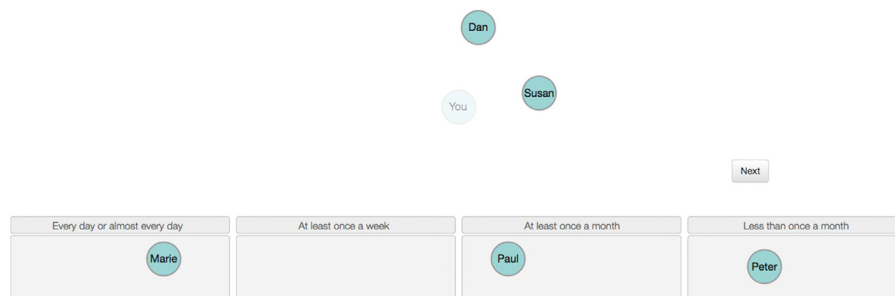 Dan
Susan
You
Next
Every day or almost every day
At least once a week
At least once a month
Less than once a month
Marie
Paul
Peter